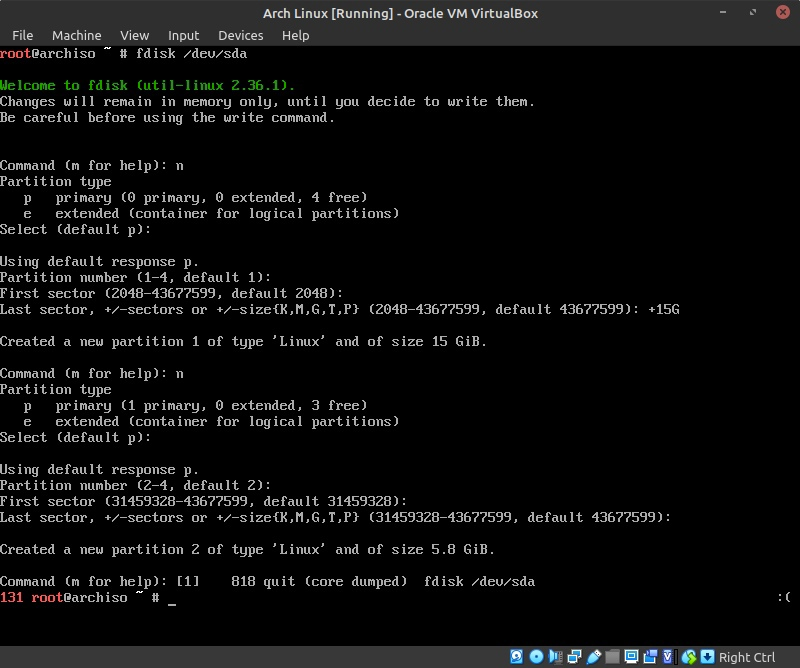 Arch Linux [Running] - Oracle VM VirtualBox
File Machine View Input Devices Help
root@archiso ~ # fdisk /dev/sda
Welcome to fdisk (util-linux 2.36.1).
Changes will remain in memory only, until you decide to write them.
Be careful before using the write command.
Command (m for help): n
Partition type
   p   primary (0 primary, 0 extended, 4 free)
   e   extended (container for logical partitions)
Select (default p):
Using default response p.
Partition number (1-4, default 1):
First sector (2048-43677599, default 2048):
Last sector, +/-sectors or +/-size{K,M,G,T,P} (2048-43677599, default 43677599): +15G
Created a new partition 1 of type 'Linux' and of size 15 GiB.
Command (m for help): n
Partition type
   p   primary (1 primary, 0 extended, 3 free)
   e   extended (container for logical partitions)
Select (default p):
Using default response p.
Partition number (2-4, default 2):
First sector (31459328-43677599, default 31459328):
Last sector, +/-sectors or +/-size{K,M,G,T,P} (31459328-43677599, default 43677599):
Created a new partition 2 of type 'Linux' and of size 5.8 GiB.
Command (m for help): [1]    818 quit (core dumped)  fdisk /dev/sda
131 root@archiso ~ # _ :(
Right Ctrl